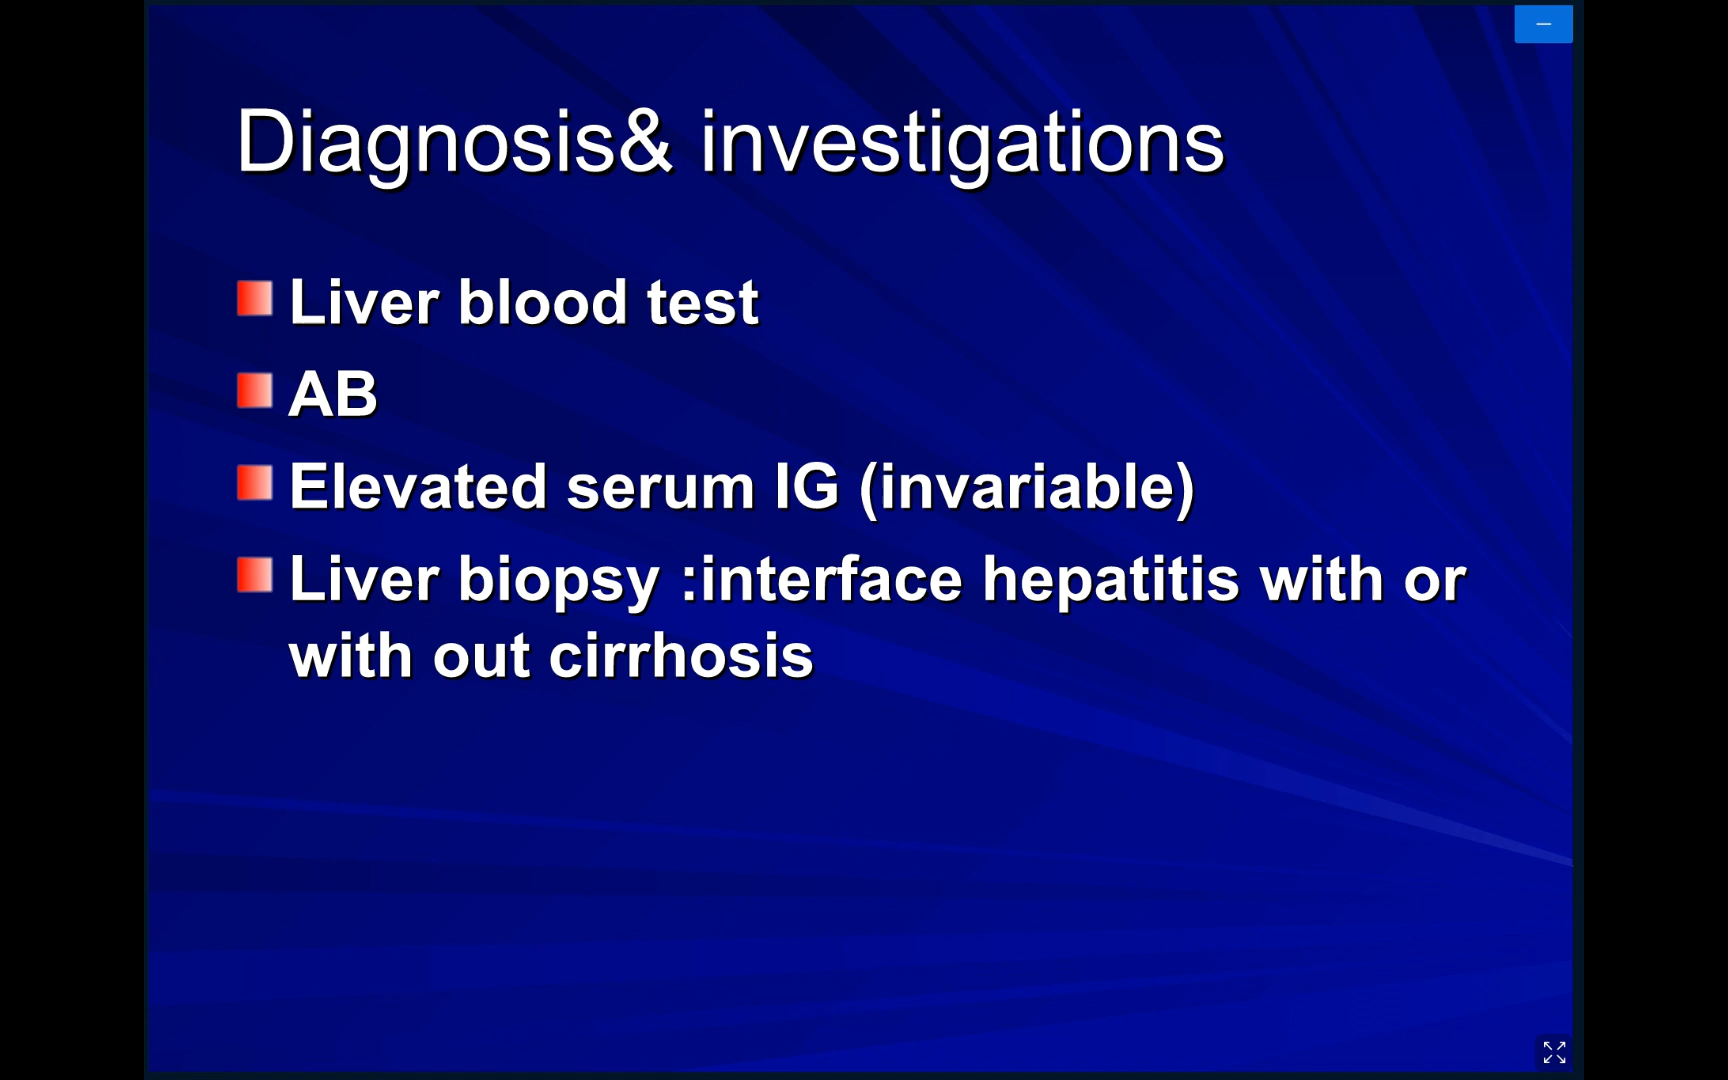 Diagnosis& investigations
Liver blood test
AB
Elevated serum IG (invariable)
Liver biopsy :interface hepatitis with or
with out cirrhosis